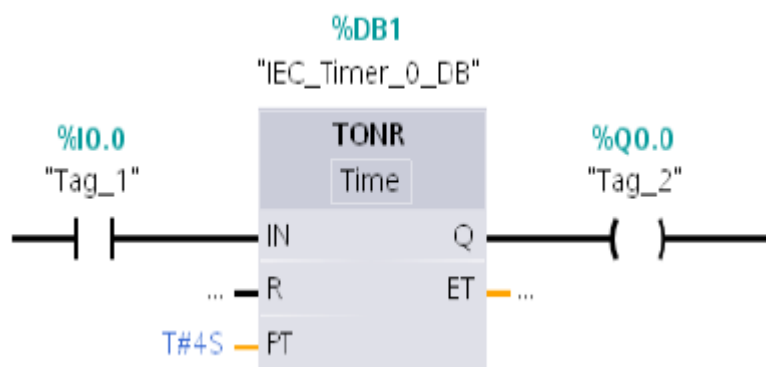 %DB1
"IEC_Timer_0_DB"
%I0.0
"Tag_1"
TONR
Time
%Q0.0
"Tag_2"
IN
Q
... R
ET ...
T#4S PT